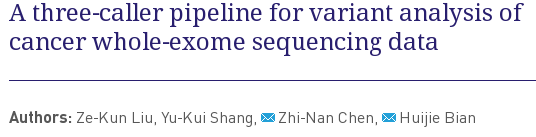 A three-caller pipeline for variant analysis of
cancer whole-exome sequencing data
Authors: Ze-Kun Liu, Yu-Kui Shang, Zhi-Nan Chen, Huijie Bian